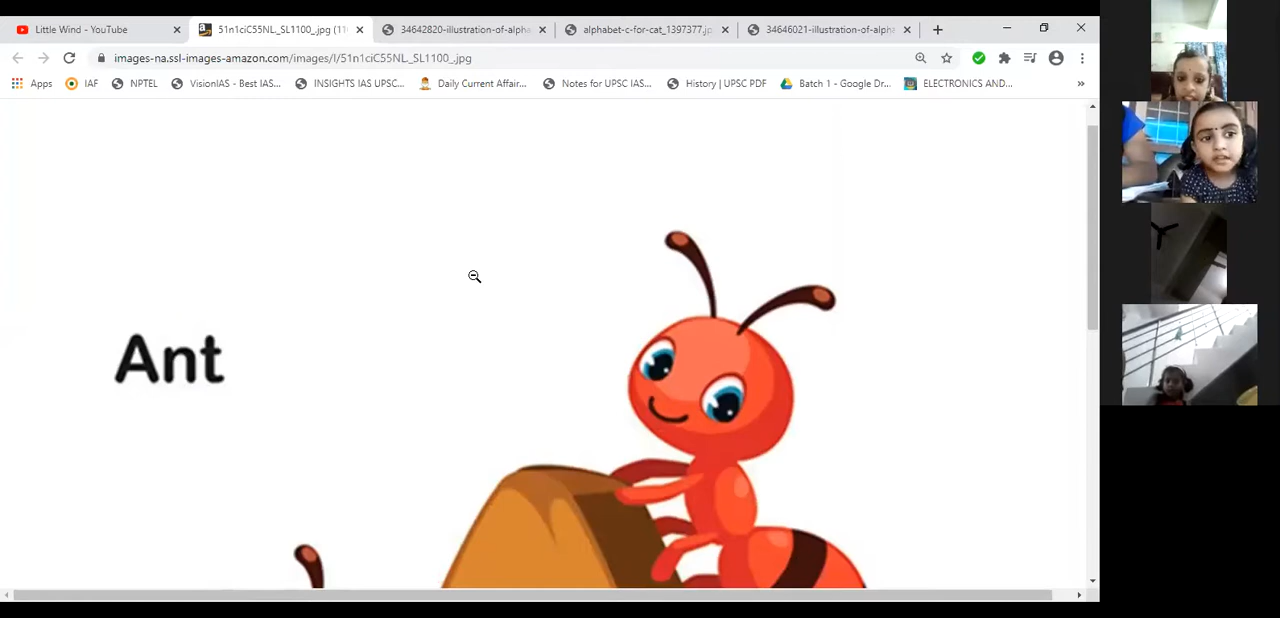 Little Wind - YouTube
51n1ciC55NL._SL1100_.jpg (11
34642820-illustration-of-alpha
alphabet-c-for-cat_1397377.jp
34646021-illustration-of-alpha
images-na.ssl-images-amazon.com/images/I/51n1ciC55NL._SL1100_.jpg
Apps
IAF
NPTEL
VisionIAS - Best IAS...
INSIGHTS IAS UPSC...
Daily Current Affair...
Notes for UPSC IAS...
History | UPSC PDF
Batch 1 - Google Dr...
ELECTRONICS AND...
Ant